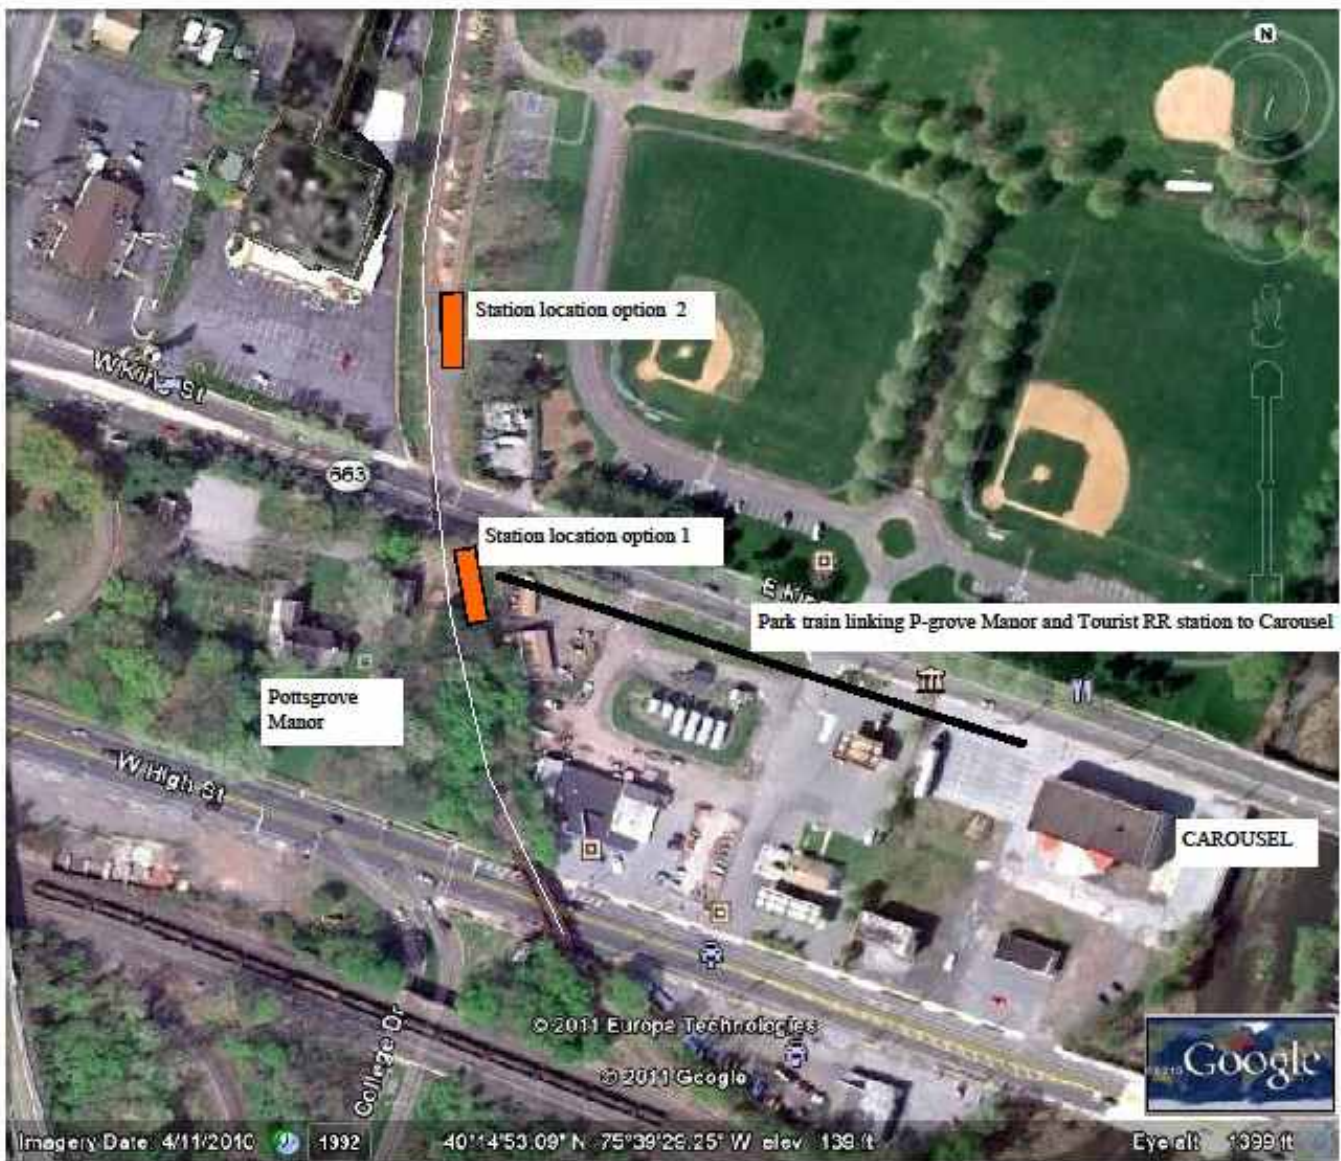 N
Station location option 2
W King St
663
Station location option 1
E Ki
Park train linking P-grove Manor and Tourist RR station to Carousel
Pottsgrove
Manor
W High St
CAROUSEL
© 2011 Europa Technologies
© 2011 Google
College Dr
Google
Imagery Date: 4/11/2010
1992
40°14'53.09" N 75°39'29.25" W elev 139 ft
Eye alt 1399 ft